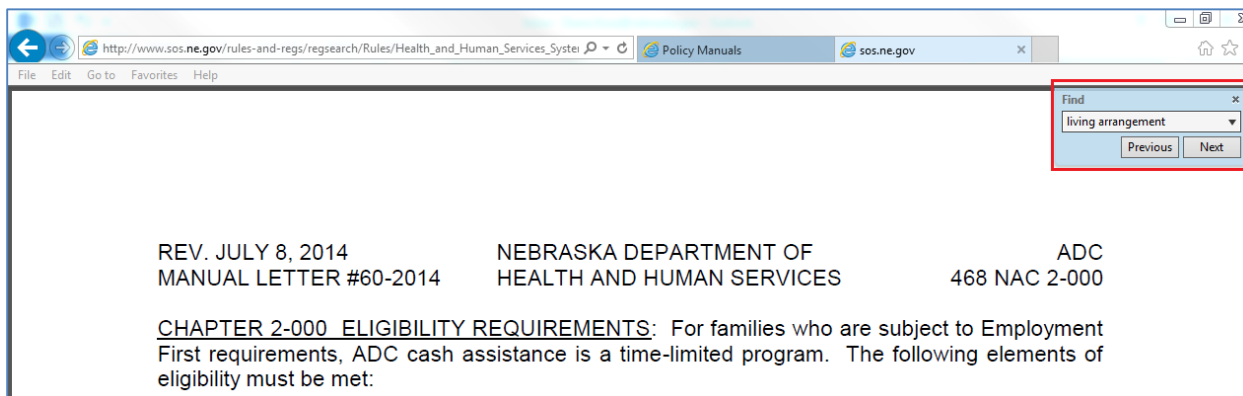 http://www.sos.ne.gov/rules-and-regs/regsearch/Rules/Health_and_Human_Services_Syster
Policy Manuals
sos.ne.gov
File Edit Go to Favorites Help
Find
living arrangement
Previous Next
REV. JULY 8, 2014 NEBRASKA DEPARTMENT OF ADC
MANUAL LETTER #60-2014 HEALTH AND HUMAN SERVICES 468 NAC 2-000
CHAPTER 2-000 ELIGIBILITY REQUIREMENTS: For families who are subject to Employment
First requirements, ADC cash assistance is a time-limited program. The following elements of
eligibility must be met: